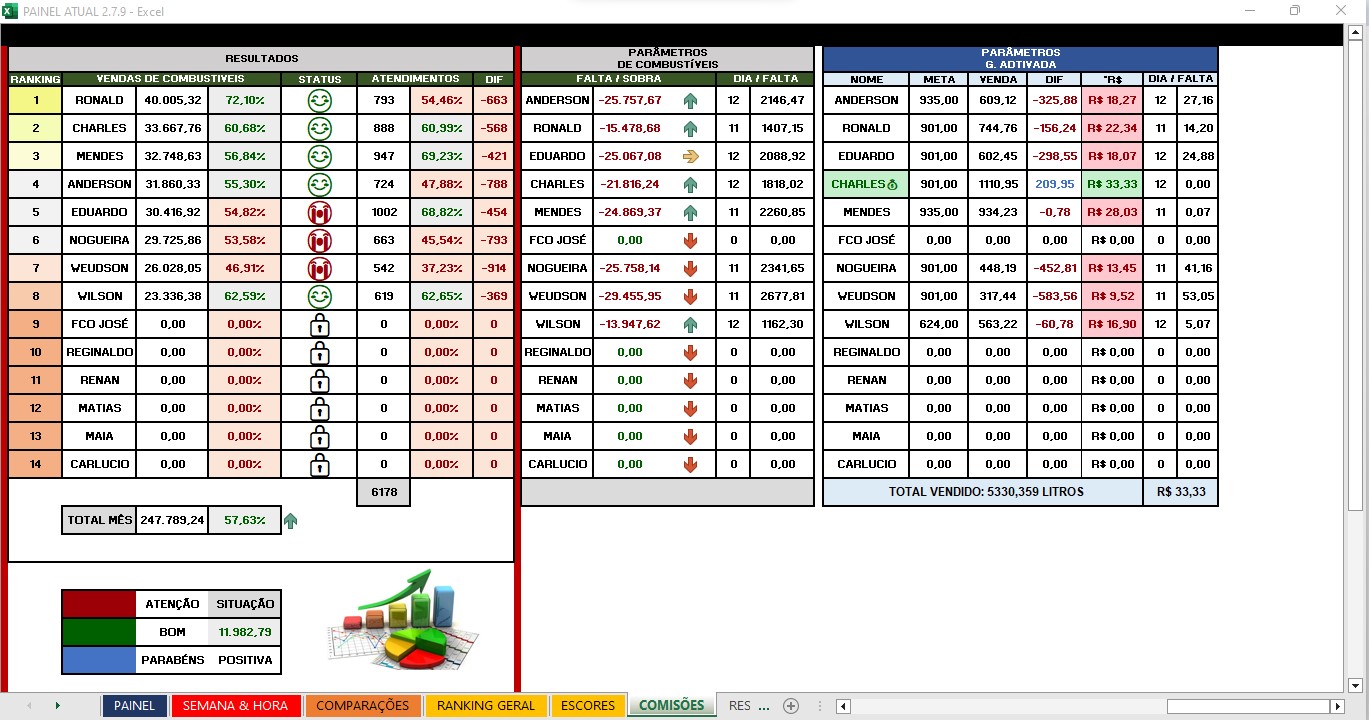 PAINEL ATUAL 2.7.9 - Excel
RESULTADOS
RANKING VENDAS DE COMBUSTIVEIS STATUS ATENDIMENTOS DIF
1 RONALD 40.005,32 72,10% 793 54,46% -663
2 CHARLES 33.667,76 60,68% 888 60,99% -568
3 MENDES 32.748,63 56,84% 947 69,23% -421
4 ANDERSON 31.860,33 55,30% 724 47,88% -788
5 EDUARDO 30.416,92 54,82% 1002 68,82% -454
6 NOGUEIRA 29.725,86 53,58% 663 45,54% -793
7 WEUDSON 26.028,05 46,91% 542 37,23% -914
8 WILSON 23.336,38 62,59% 619 62,65% -369
9 FCO JOSÉ 0,00 0,00% 0 0,00% 0
10 REGINALDO 0,00 0,00% 0 0,00% 0
11 RENAN 0,00 0,00% 0 0,00% 0
12 MATIAS 0,00 0,00% 0 0,00% 0
13 MAIA 0,00 0,00% 0 0,00% 0
14 CARLUCIO 0,00 0,00% 0 0,00% 0
6178
TOTAL MÊS 247.789,24 57,63%
ATENÇÃO SITUAÇÃO
BOM 11.982,79
PARABÉNS POSITIVA
PARÂMETROS
DE COMBUSTÍVEIS
FALTA / SOBRA DIA / FALTA
ANDERSON -25.757,67 12 2146,47
RONALD -15.478,68 11 1407,15
EDUARDO -25.067,08 12 2088,92
CHARLES -21.816,24 12 1818,02
MENDES -24.869,37 11 2260,85
FCO JOSÉ 0,00 0 0,00
NOGUEIRA -25.758,14 11 2341,65
WEUDSON -29.455,95 11 2677,81
WILSON -13.947,62 12 1162,30
REGINALDO 0,00 0 0,00
RENAN 0,00 0 0,00
MATIAS 0,00 0 0,00
MAIA 0,00 0 0,00
CARLUCIO 0,00 0 0,00
PARÂMETROS
G. ADTIVADA
NOME META VENDA DIF "R$ DIA / FALTA
ANDERSON 935,00 609,12 -325,88 R$ 18,27 12 27,16
RONALD 901,00 744,76 -156,24 R$ 22,34 11 14,20
EDUARDO 901,00 602,45 -298,55 R$ 18,07 12 24,88
CHARLES 901,00 1110,95 209,95 R$ 33,33 12 0,00
MENDES 935,00 934,23 -0,78 R$ 28,03 11 0,07
FCO JOSÉ 0,00 0,00 0,00 R$ 0,00 0 0,00
NOGUEIRA 901,00 448,19 -452,81 R$ 13,45 11 41,16
WEUDSON 901,00 317,44 -583,56 R$ 9,52 11 53,05
WILSON 624,00 563,22 -60,78 R$ 16,90 12 5,07
REGINALDO 0,00 0,00 0,00 R$ 0,00 0 0,00
RENAN 0,00 0,00 0,00 R$ 0,00 0 0,00
MATIAS 0,00 0,00 0,00 R$ 0,00 0 0,00
MAIA 0,00 0,00 0,00 R$ 0,00 0 0,00
CARLUCIO 0,00 0,00 0,00 R$ 0,00 0 0,00
TOTAL VENDIDO: 5330,359 LITROS R$ 33,33
PAINEL SEMANA & HORA COMPARAÇÕES RANKING GERAL ESCORES COMISÕES RES ...